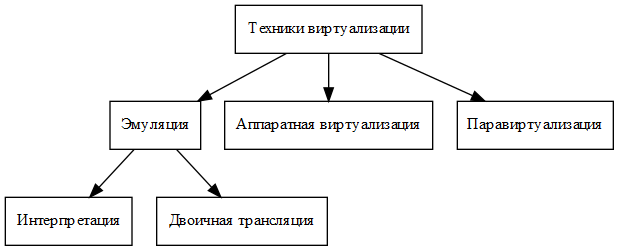 Техники виртуализации
Эмуляция
Аппаратная виртуализация
Паравиртуализация
Интерпретация
Двоичная трансляция